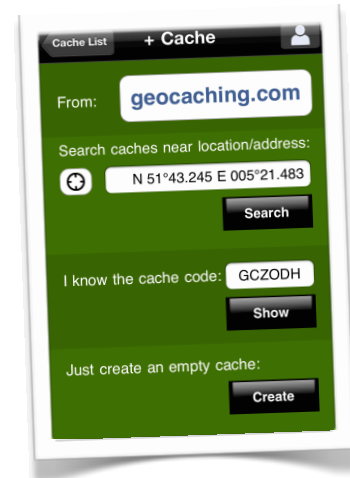 Cache List + Cache
From: geocaching.com
Search caches near location/address:
N 51°43.245 E 005°21.483
Search
I know the cache code: GCZODH
Show
Just create an empty cache:
Create